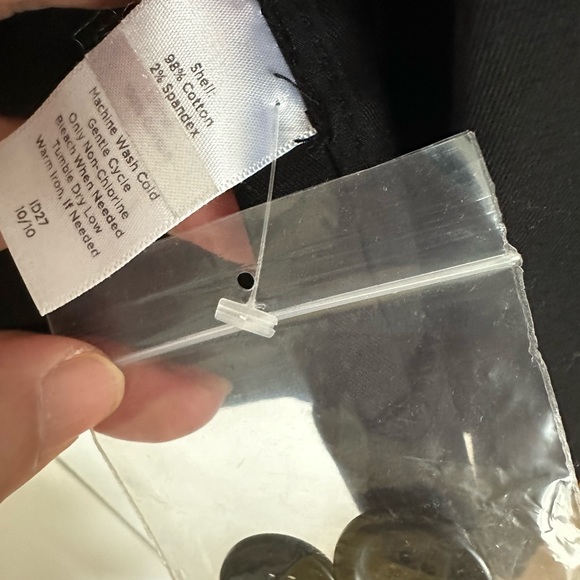 Shell:
98% Cotton
2% Spandex
Machine Wash Cold
Gentle Cycle
Only Non-Chlorine
Bleach When Needed
Tumble Dry Low
Warm Iron, If Needed
ID27
10/10